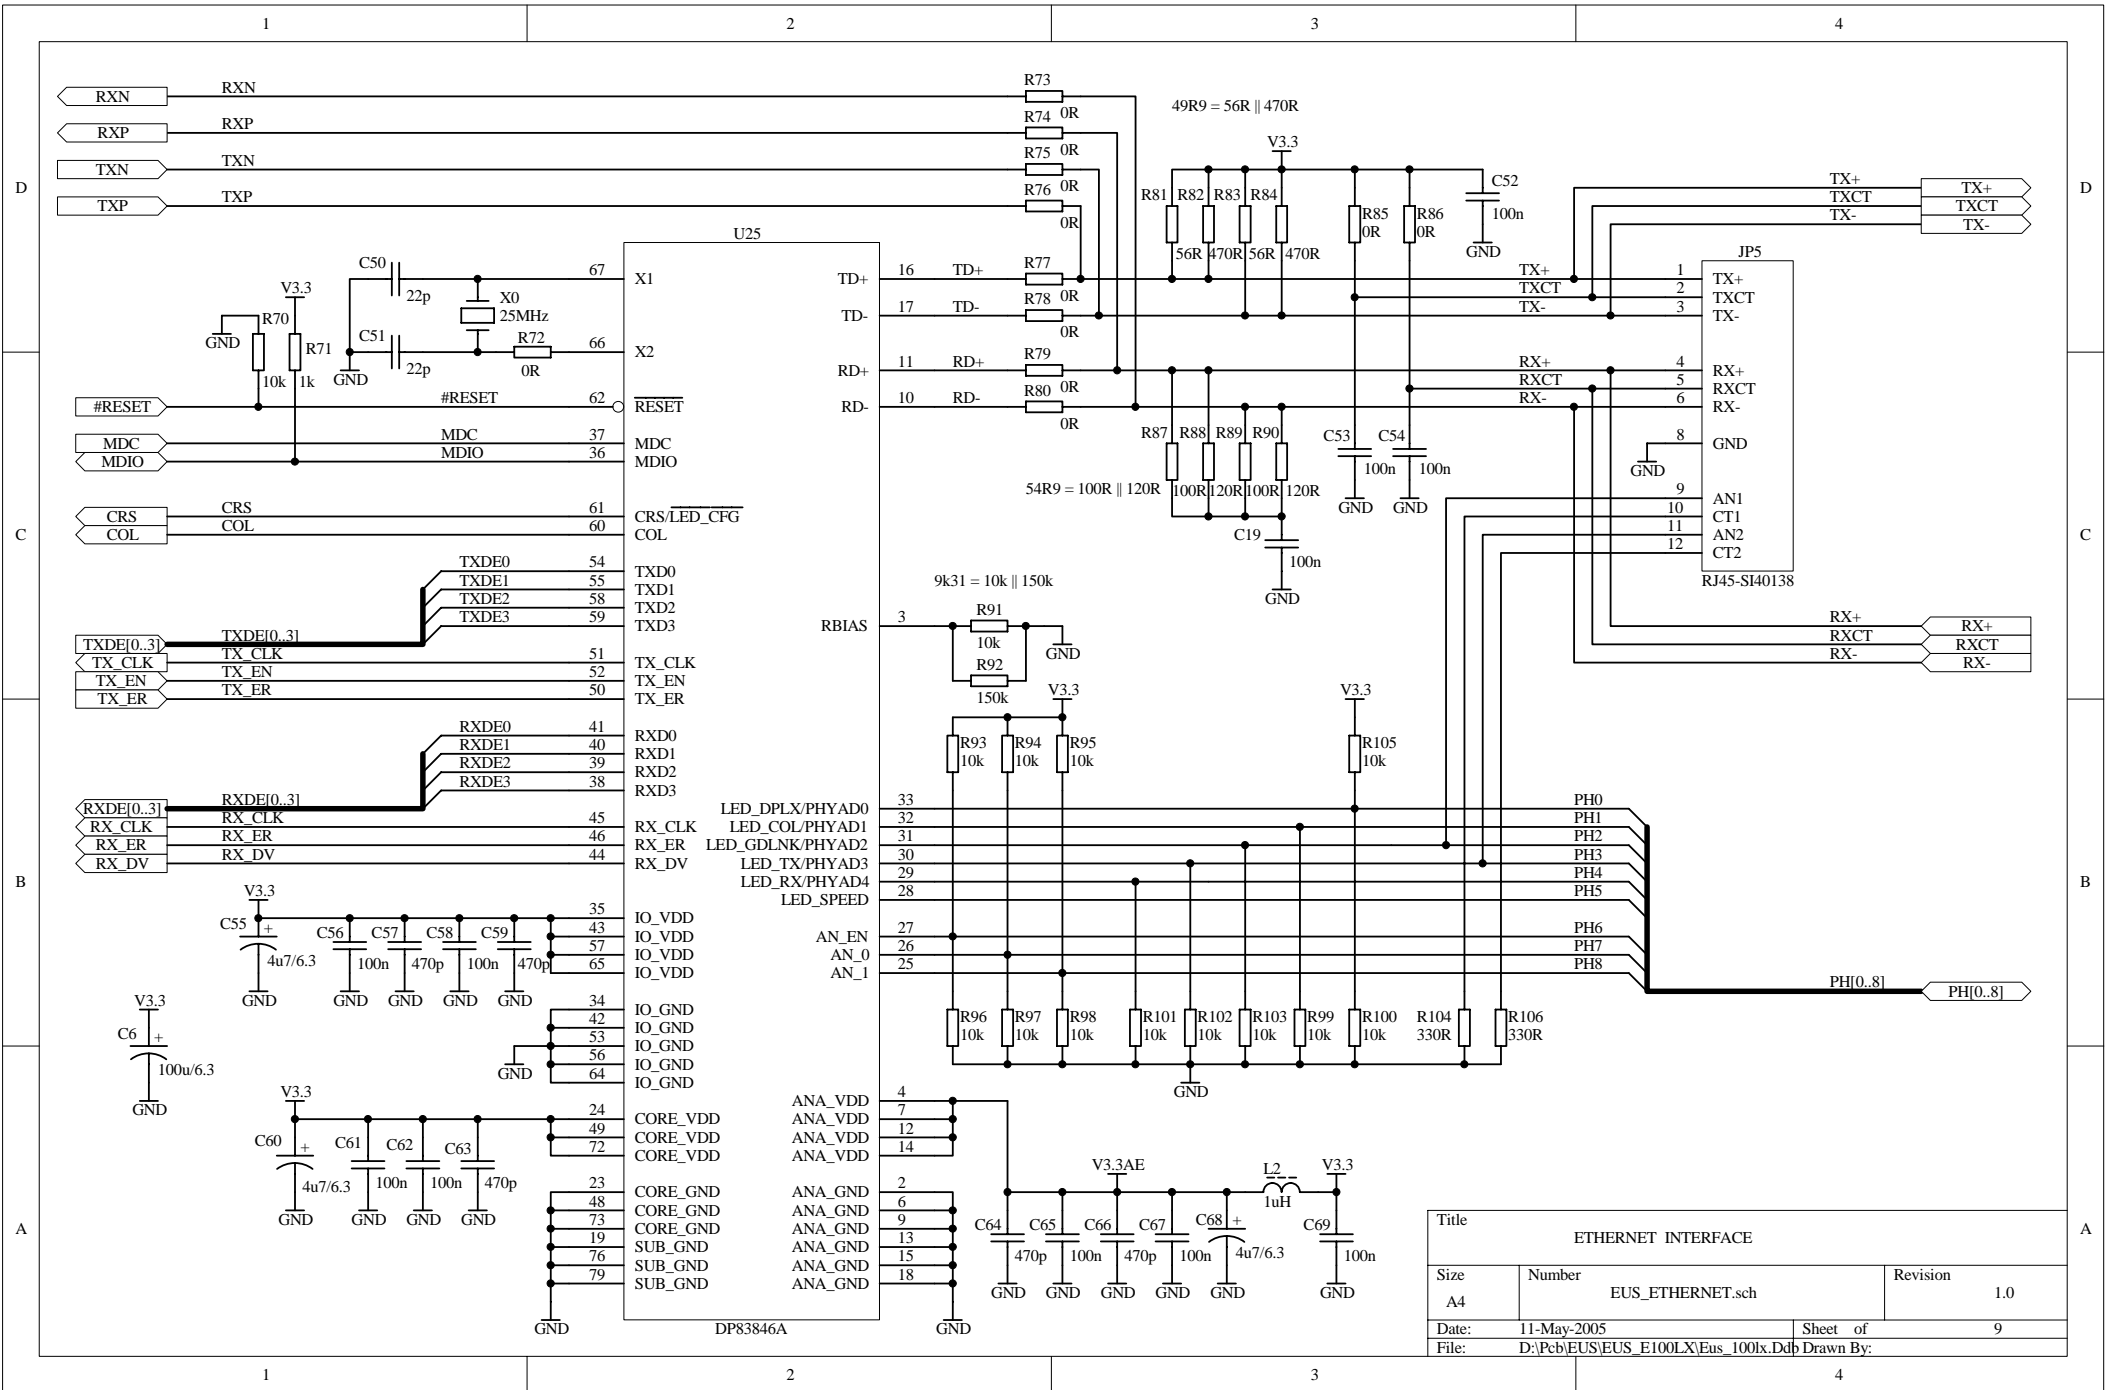 1 2 3 4
D
C
B
A
D
C
B
A
RXN RXN R73 0R
RXP RXP R74 0R
TXN TXN R75 0R
TXP TXP R76 0R
49R9 = 56R || 470R
V3.3
R81 R82 R83 R84
56R 470R 56R 470R
R85 0R
R86 0R
C52 100n
GND
TX+ TX+
TXCT TXCT
TX- TX-
U25
C50 22p
X0 25MHz
C51 22p
GND
R72 0R
V3.3
GND
R70 10k
R71 1k
67 X1
66 X2
#RESET #RESET 62 RESET
MDC MDC 37 MDC
MDIO MDIO 36 MDIO
CRS CRS 61 CRS/LED_CFG
COL COL 60 COL
TXDE0 54 TXD0
TXDE1 55 TXD1
TXDE2 58 TXD2
TXDE3 59 TXD3
TXDE[0..3] TXDE[0..3]
TX_CLK TX_CLK 51 TX_CLK
TX_EN TX_EN 52 TX_EN
TX_ER TX_ER 50 TX_ER
RXDE0 41 RXD0
RXDE1 40 RXD1
RXDE2 39 RXD2
RXDE3 38 RXD3
RXDE[0..3] RXDE[0..3]
RX_CLK RX_CLK 45 RX_CLK
RX_ER RX_ER 46 RX_ER
RX_DV RX_DV 44 RX_DV
V3.3
C55 + 4u7/6.3
C56 100n
C57 470p
C58 100n
C59 470p
GND GND GND GND GND
35 IO_VDD
43 IO_VDD
57 IO_VDD
65 IO_VDD
V3.3
C6 + 100u/6.3
GND
34 IO_GND
42 IO_GND
53 IO_GND
56 IO_GND
64 IO_GND
GND
V3.3
C60 + 4u7/6.3
C61 100n
C62 100n
C63 470p
GND GND GND GND
24 CORE_VDD
49 CORE_VDD
72 CORE_VDD
23 CORE_GND
48 CORE_GND
73 CORE_GND
19 SUB_GND
76 SUB_GND
79 SUB_GND
GND
DP83846A
TD+ 16 TD+ R77 0R TX+
TXCT
TD- 17 TD- R78 0R TX-
RD+ 11 RD+ R79 0R RX+
RXCT
RD- 10 RD- R80 0R RX-
JP5
1 TX+
2 TXCT
3 TX-
4 RX+
5 RXCT
6 RX-
8 GND
GND
9 AN1
10 CT1
11 AN2
12 CT2
RJ45-SI40138
R87 R88 R89 R90
54R9 = 100R || 120R 100R 120R 100R 120R
C19 100n
GND
C53 100n
C54 100n
GND GND
9k31 = 10k || 150k
RBIAS 3
R91 10k
R92 150k
GND
RX+ RX+
RXCT RXCT
RX- RX-
V3.3 V3.3
R93 10k
R94 10k
R95 10k
R105 10k
LED_DPLX/PHYAD0 33 PH0
LED_COL/PHYAD1 32 PH1
LED_GDLNK/PHYAD2 31 PH2
LED_TX/PHYAD3 30 PH3
LED_RX/PHYAD4 29 PH4
LED_SPEED 28 PH5
AN_EN 27 PH6
AN_0 26 PH7
AN_1 25 PH8
PH[0..8] PH[0..8]
R96 10k
R97 10k
R98 10k
R101 10k
R102 10k
R103 10k
R99 10k
R100 10k
R104 330R
R106 330R
GND
ANA_VDD 4
ANA_VDD 7
ANA_VDD 12
ANA_VDD 14
ANA_GND 2
ANA_GND 6
ANA_GND 9
ANA_GND 13
ANA_GND 15
ANA_GND 18
GND
V3.3AE L2 1uH V3.3
C64 470p
C65 100n
C66 470p
C67 100n
C68 + 4u7/6.3
C69 100n
GND GND GND GND GND GND
Title
ETHERNET INTERFACE
Size Number Revision
A4 EUS_ETHERNET.sch 1.0
Date: 11-May-2005 Sheet of 9
File: D:\Pcb\EUS\EUS_E100LX\Eus_100lx.Ddb Drawn By:
1 2 3 4